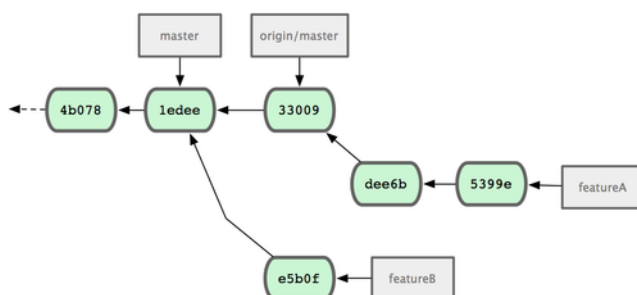 master
origin/master
4b078
1edee
33009
dee6b
5399e
featureA
e5b0f
featureB